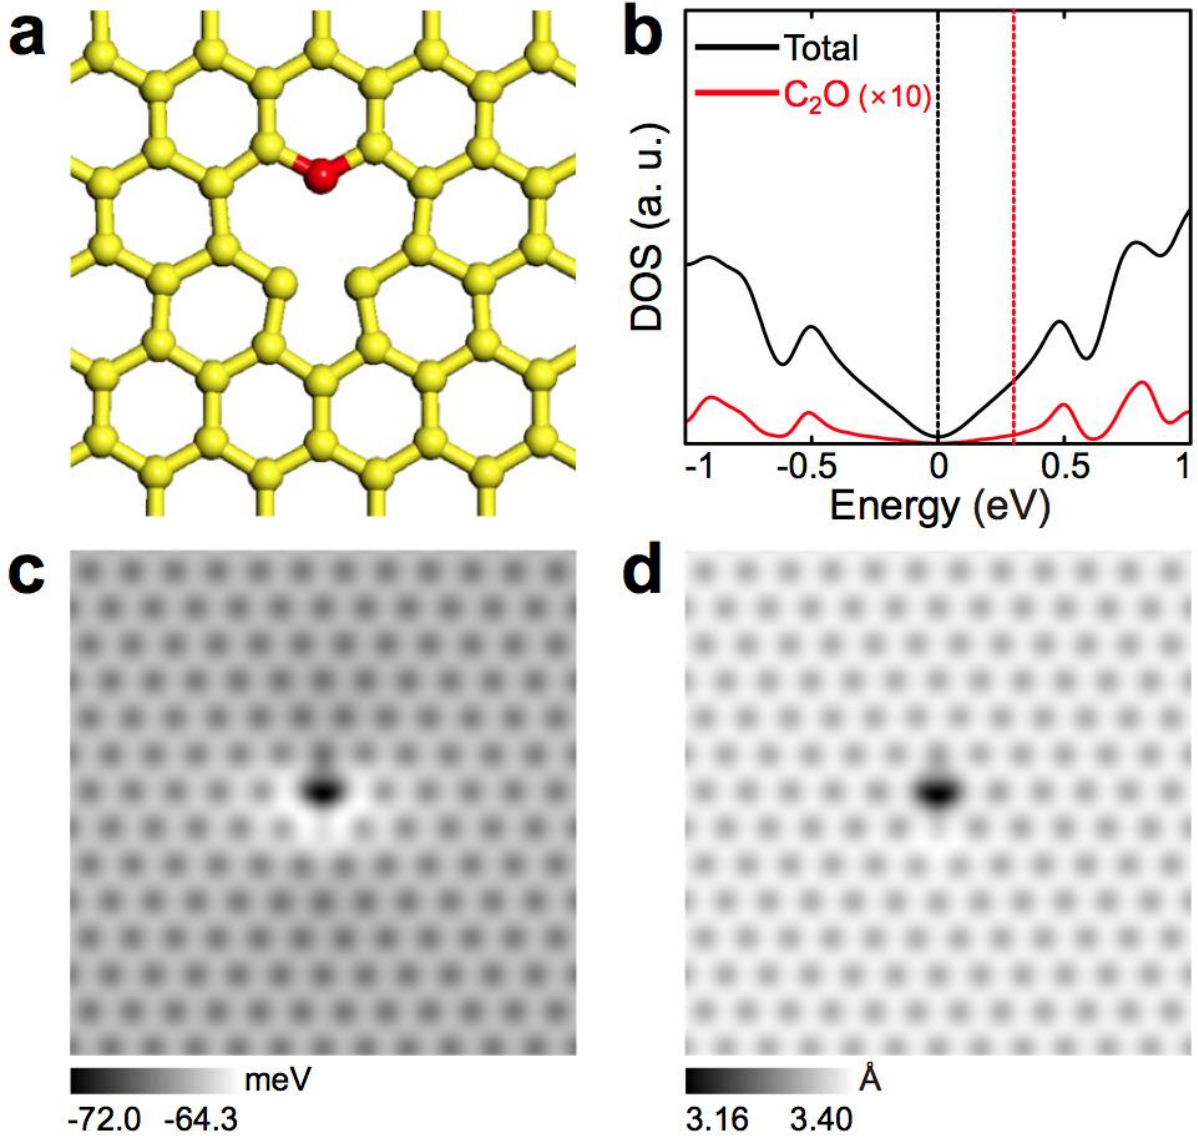 a
b
Total
C₂O (×10)
DOS (a. u.)
-1 -0.5 0 0.5 1
Energy (eV)
c
d
meV
-72.0 -64.3
Å
3.16 3.40